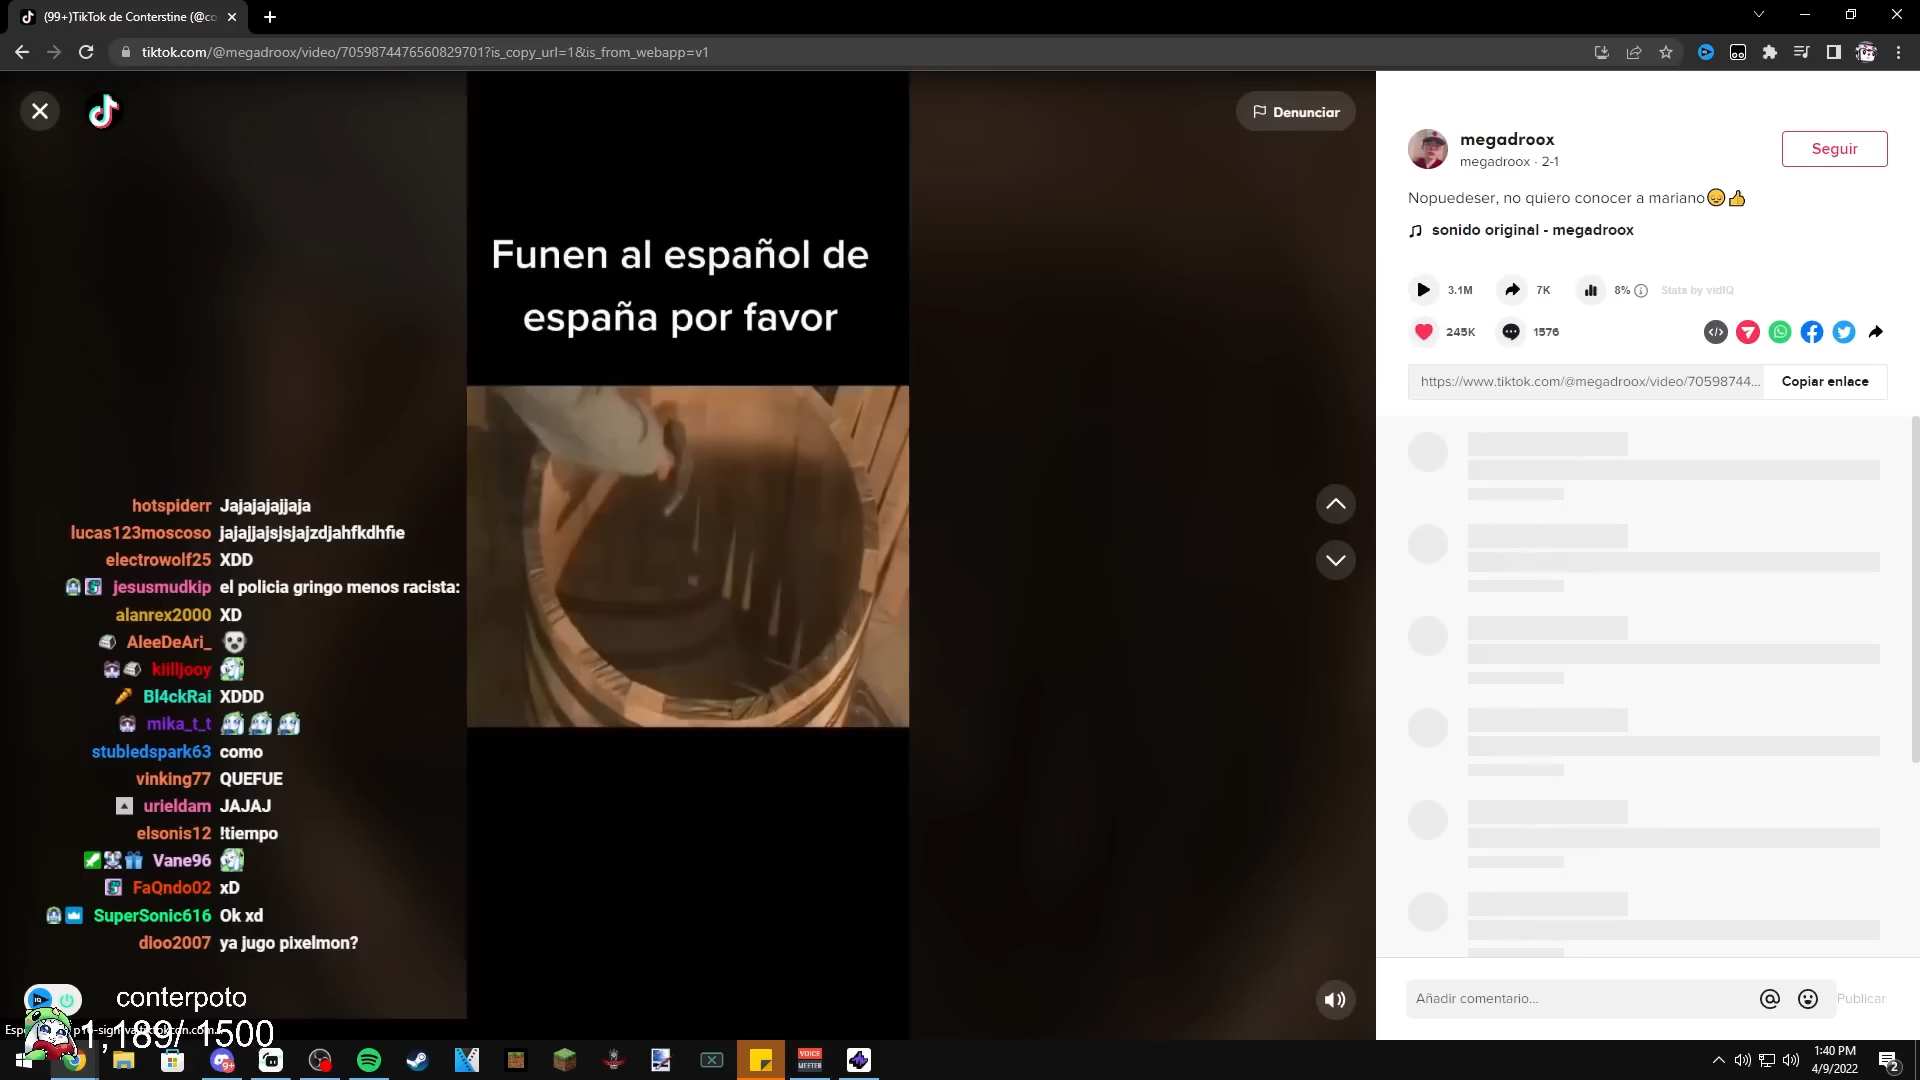 (99+)TikTok de Conterstine (@co
tiktok.com/@megadroox/video/7059874476560829701?is_copy_url=1&is_from_webapp=v1
Denunciar
Funen al español de
españa por favor
hotspiderr Jajajajajjaja
lucas123moscoso jajajjajsjsjajzdjahfkdhfie
electrowolf25 XDD
jesusmudkip el policia gringo menos racista:
alanrex2000 XD
AleeDeAri_
kiilljooy
Bl4ckRai XDDD
mika_t_t
stubledspark63 como
vinking77 QUEFUE
urieldam JAJAJ
elsonis12 !tiempo
Vane96
FaQndo02 xD
SuperSonic616 Ok xd
dioo2007 ya jugo pixelmon?
conterpoto
1,189/ 1500
megadroox
megadroox · 2-1
Seguir
Nopuedeser, no quiero conocer a mariano
sonido original - megadroox
3.1M 7K 8% Stats by vidIQ
245K 1576
https://www.tiktok.com/@megadroox/video/70598744... Copiar enlace
Añadir comentario...
Publicar
VOICE
MEETER
9+
1:40 PM
4/9/2022
2